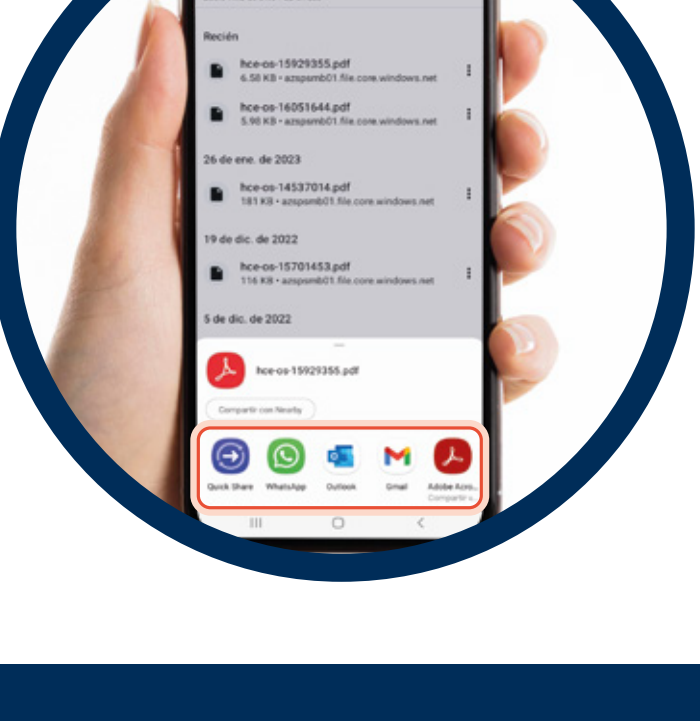 Recién
hce-os-15929355.pdf
6.58 KB • azspsmb01.file.core.windows.net
hce-os-16051644.pdf
5.98 KB • azspsmb01.file.core.windows.net
26 de ene. de 2023
hce-os-14537014.pdf
181 KB • azspsmb01.file.core.windows.net
19 de dic. de 2022
hce-os-15701453.pdf
116 KB • azspsmb01.file.core.windows.net
5 de dic. de 2022
hce-os-15929355.pdf
Compartir con Nearby
Quick Share WhatsApp Outlook Gmail Adobe Acro...
Compartir